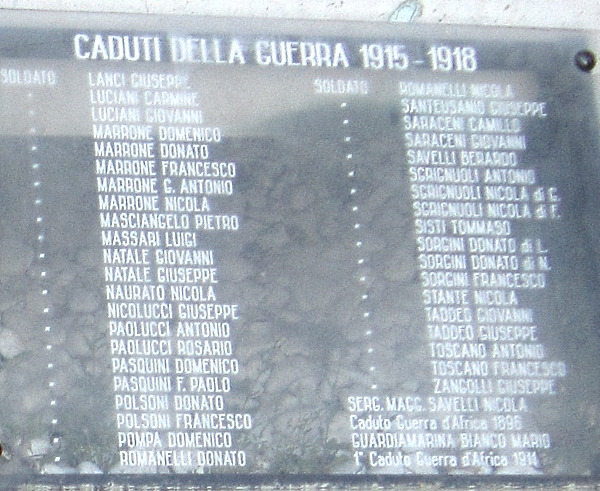 CADUTI DELLA GUERRA 1915-1918
SOLDATO LANCI GIUSEPPE
" LUCIANI CARMINE
" LUCIANI GIOVANNI
" MARRONE DOMENICO
" MARRONE DONATO
" MARRONE FRANCESCO
" MARRONE G. ANTONIO
" MARRONE NICOLA
" MASCIANGELO PIETRO
" MASSARI LUIGI
" NATALE GIOVANNI
" NATALE GIUSEPPE
" NAURATO NICOLA
" NICOLUCCI GIUSEPPE
" PAOLUCCI ANTONIO
" PAOLUCCI ROSARIO
" PASQUINI DOMENICO
" PASQUINI F. PAOLO
" POLSONI DONATO
" POLSONI FRANCESCO
" POMPA DOMENICO
" ROMANELLI DONATO
SOLDATO ROMANELLI NICOLA
" SANTEUSANIO GIUSEPPE
" SARACENI CAMILLO
" SARACENI GIOVANNI
" SAVELLI BERARDO
" SGRIGNUOLI ANTONIO
" SGRIGNUOLI NICOLA di G.
" SGRIGNUOLI NICOLA di F.
" SISTI TOMMASO
" SORGINI DONATO di L.
" SORGINI DONATO di N.
" SORGINI FRANCESCO
" STANTE NICOLA
" TADDEO GIOVANNI
" TADDEO GIUSEPPE
" TOSCANO ANTONIO
" TOSCANO FRANCESCO
" ZANGOLLI GIUSEPPE
SERG. MAGG. SAVELLI NICOLA
Caduto Guerra d'Africa 1896
GUARDIAMARINA BIANCO MARIO
1° Caduto Guerra d'Africa 1914